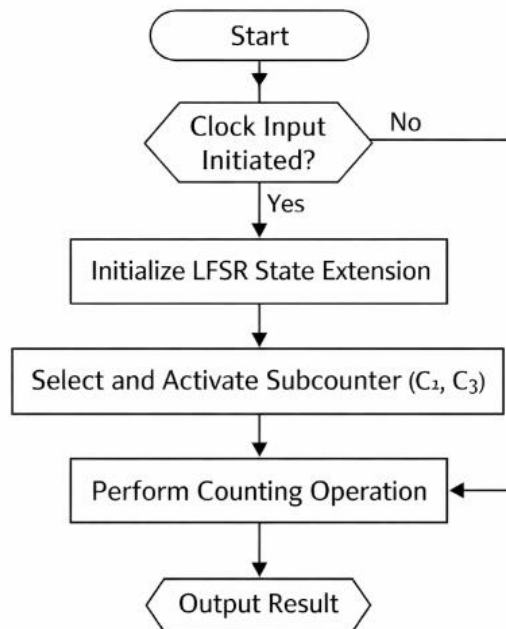 Start
Clock Input
Initiated?
No
Yes
Initialize LFSR State Extension
Select and Activate Subcounter (C₂, C₃)
Perform Counting Operation
Output Result